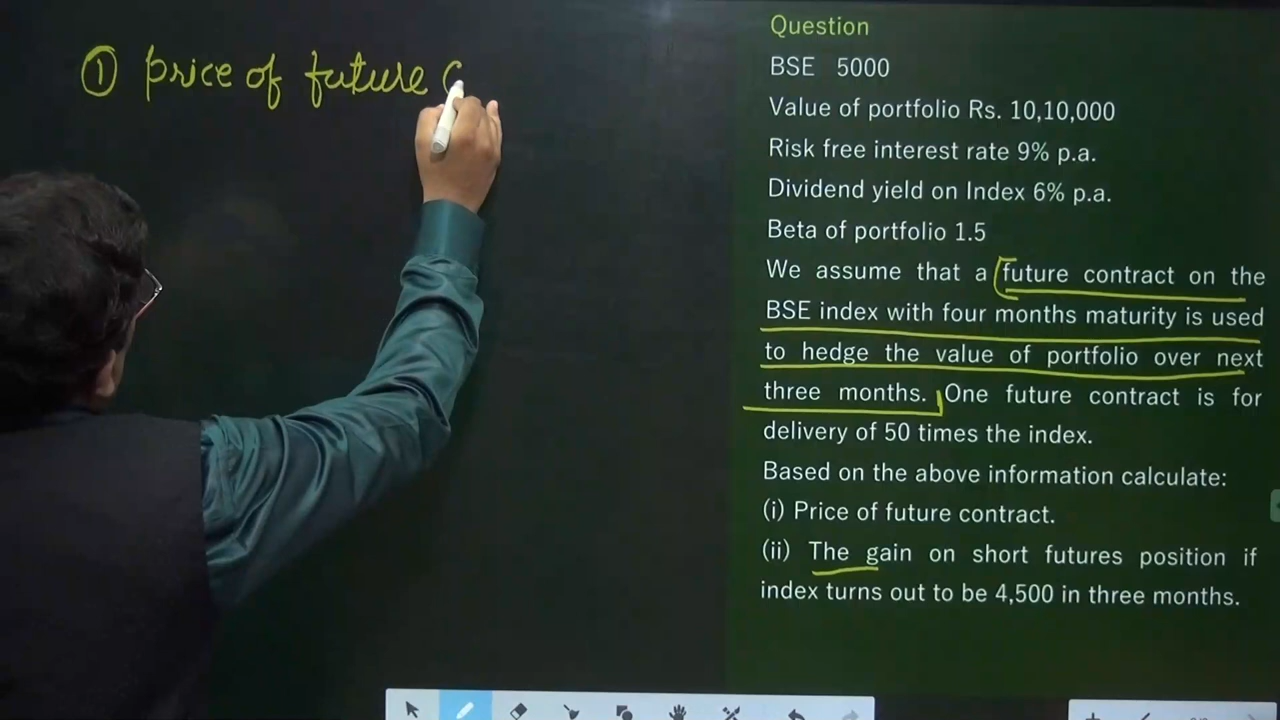 ① price of future C
Question
BSE 5000
Value of portfolio Rs. 10,10,000
Risk free interest rate 9% p.a.
Dividend yield on Index 6% p.a.
Beta of portfolio 1.5
We assume that a future contract on the
BSE index with four months maturity is used
to hedge the value of portfolio over next
three months. One future contract is for
delivery of 50 times the index.
Based on the above information calculate:
(i) Price of future contract.
(ii) The gain on short futures position if
index turns out to be 4,500 in three months.